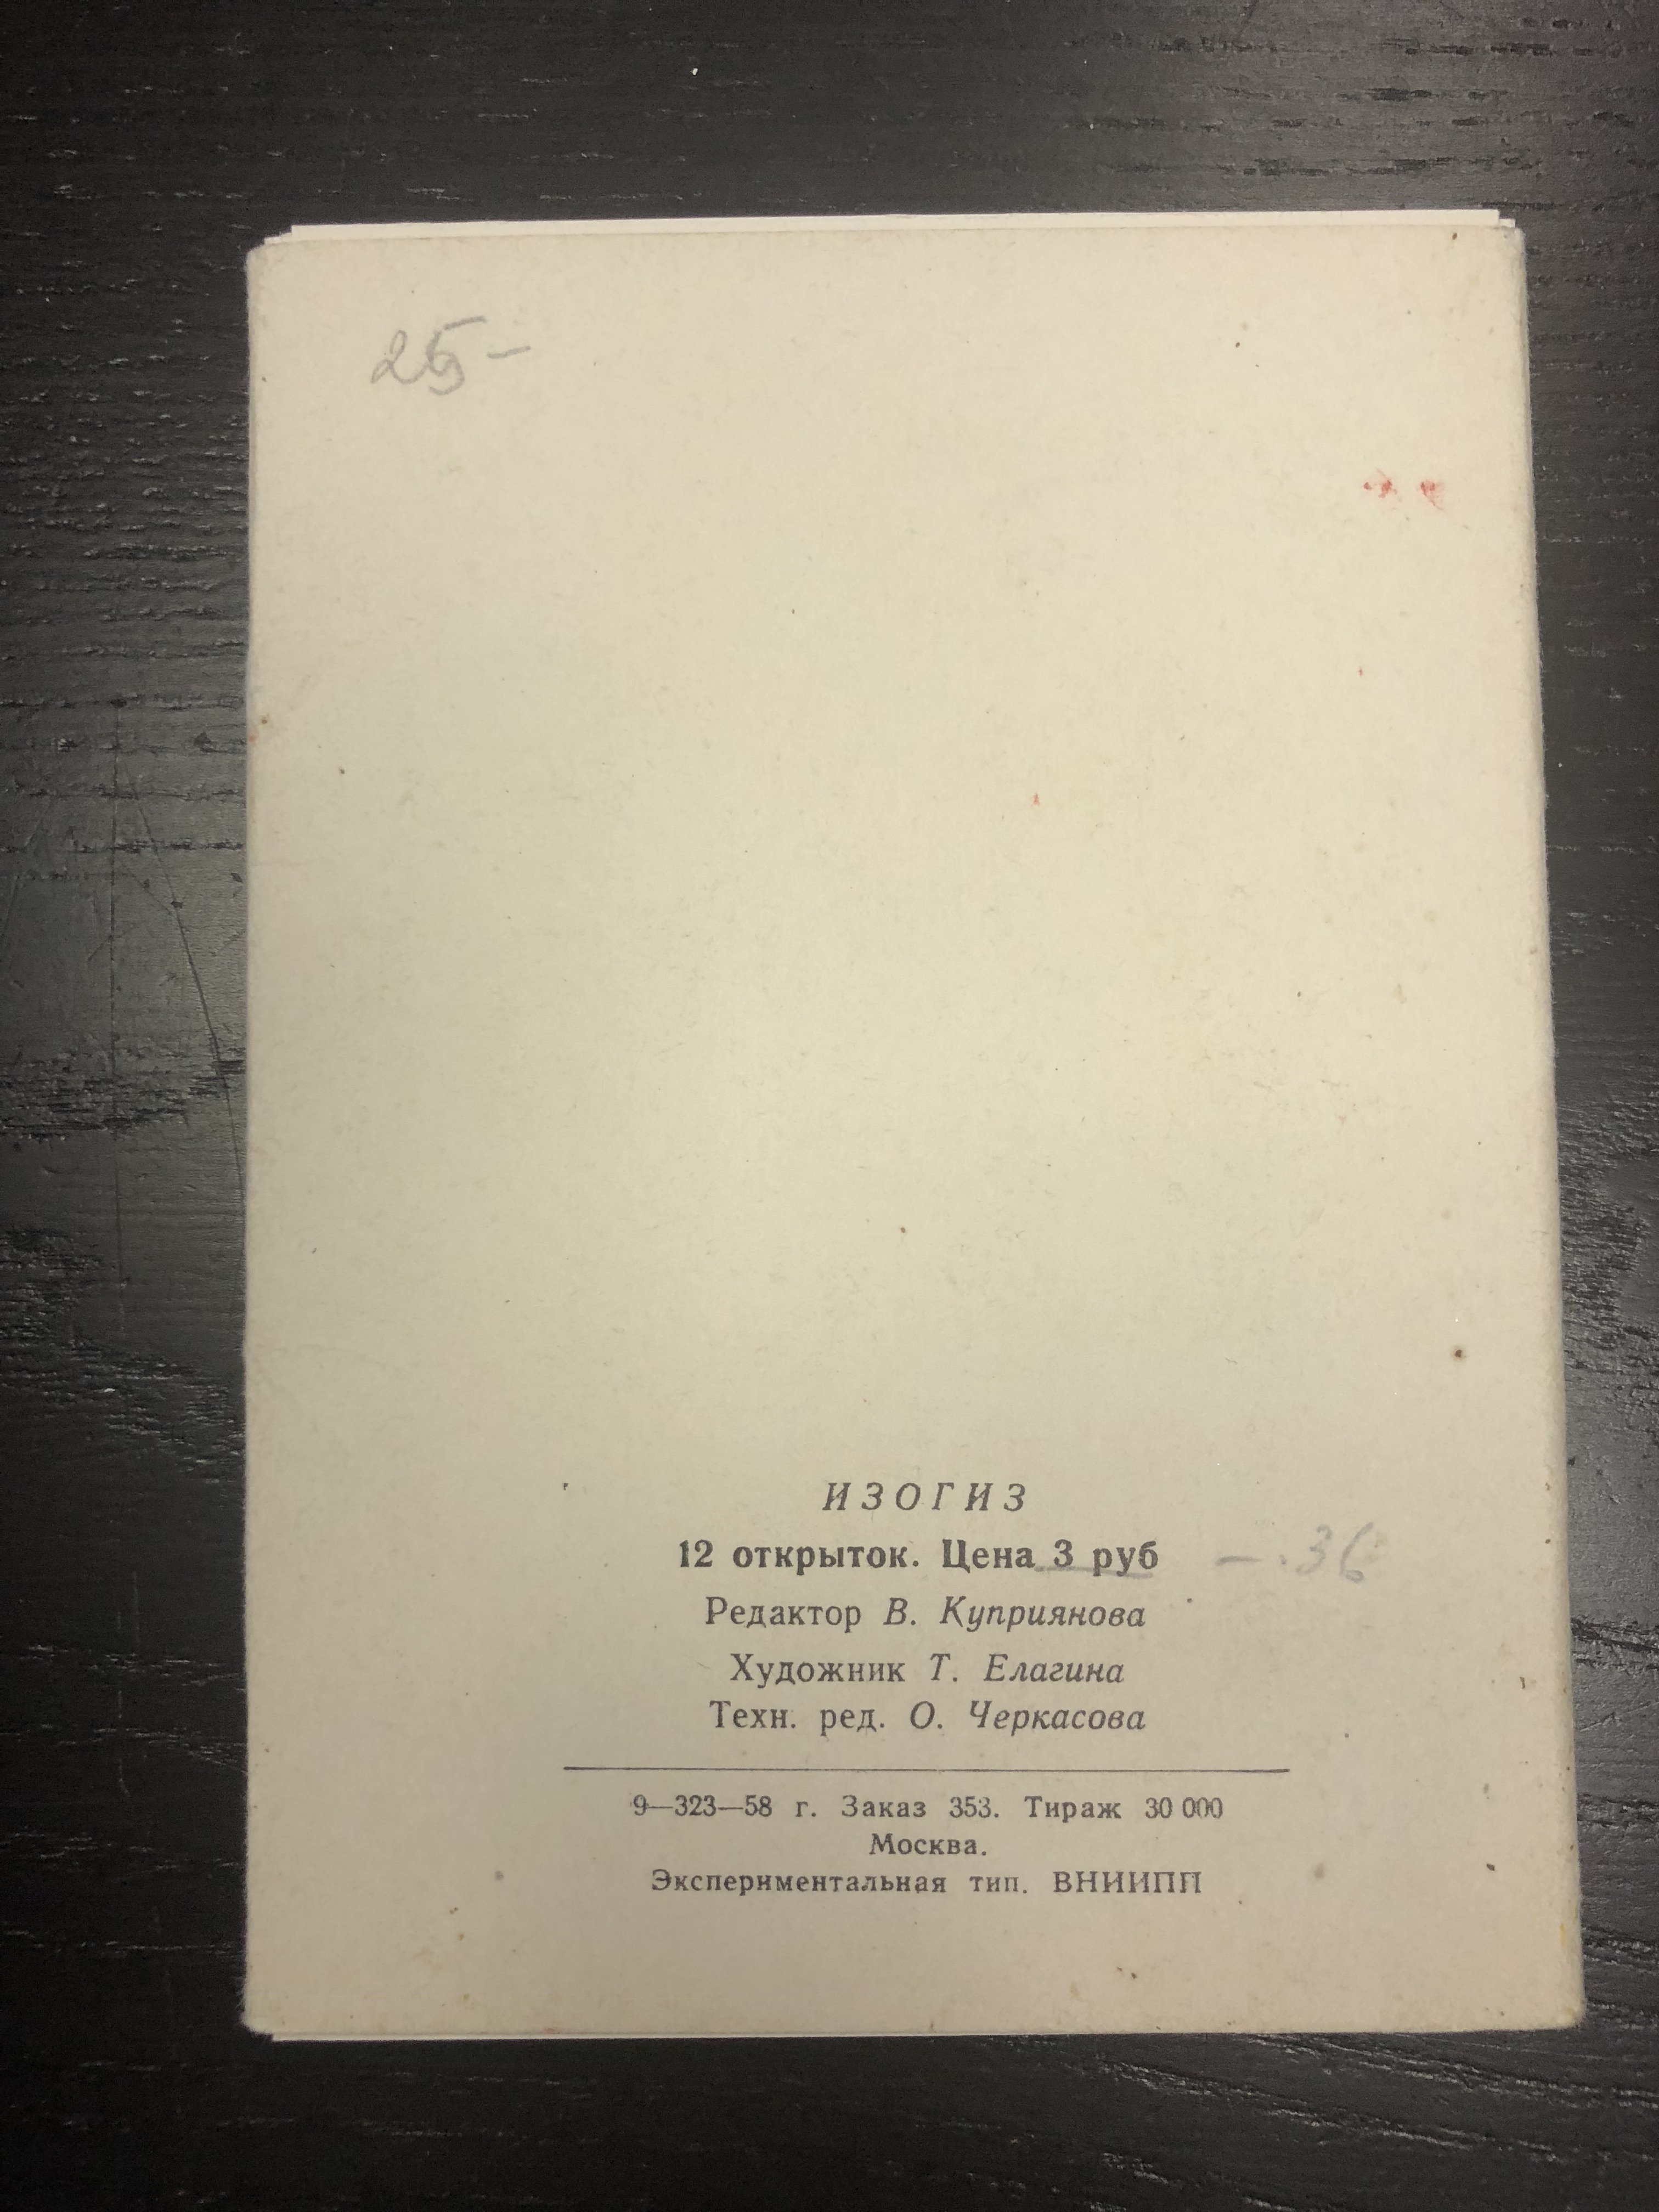 25-
ИЗОГИЗ
12 открыток. Цена 3 руб -.36
Редактор В. Куприянова
Художник Т. Елагина
Техн. ред. О. Черкасова
9—323—58 г. Заказ 353. Тираж 30 000
Москва.
Экспериментальная тип. ВНИИПП